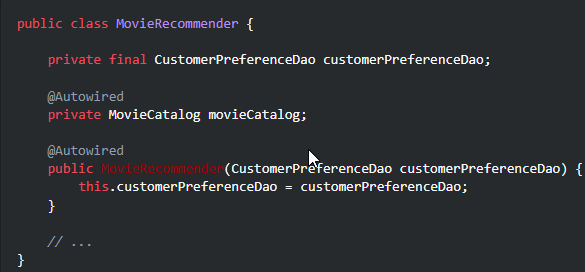 public class MovieRecommender {
private final CustomerPreferenceDao customerPreferenceDao;
@Autowired
private MovieCatalog movieCatalog;
@Autowired
public MovieRecommender(CustomerPreferenceDao customerPreferenceDao) {
this.customerPreferenceDao = customerPreferenceDao;
}
// ...
}